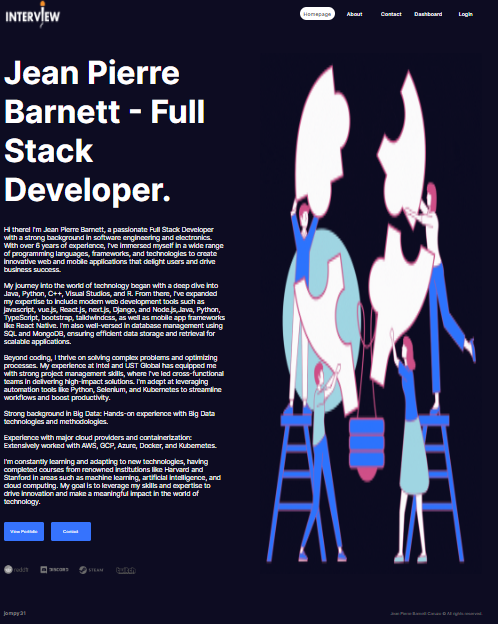 INTERVIEW
Homepage About Contact Dashboard Login
Jean Pierre
Barnett - Full
Stack
Developer.
Hi there! I'm Jean Pierre Barnett, a passionate Full Stack Developer
with a strong background in software engineering and electronics.
With over 6 years of experience, I've immersed myself in a wide range
of programming languages, frameworks, and technologies to create
innovative web and mobile applications that delight users and drive
business success.
My journey into the world of technology began with a deep dive into
Java, Python, C++, Visual Studios, and R. From there, I've expanded
my expertise to include modern web development tools such as
javascript, vue.js, React.js, next.js, Django, and Node.js,Java, Python,
TypeScript, bootstrap, taildwindcss, as well as mobile app frameworks
like React Native. I'm also well-versed in database management using
SQL and MongoDB, ensuring efficient data storage and retrieval for
scalable applications.
Beyond coding, I thrive on solving complex problems and optimizing
processes. My experience at Intel and UST Global has equipped me
with strong project management skills, where I've led cross-functional
teams in delivering high-impact solutions. I'm adept at leveraging
automation tools like Python, Selenium, and Kubernetes to streamline
workflows and boost productivity.
Strong background in Big Data: Hands-on experience with Big Data
technologies and methodologies.
Experience with major cloud providers and containerization:
Extensively worked with AWS, GCP, Azure, Docker, and Kubernetes.
I'm constantly learning and adapting to new technologies, having
completed courses from renowned institutions like Harvard and
Stanford in areas such as machine learning, artificial intelligence, and
cloud computing. My goal is to leverage my skills and expertise to
drive innovation and make a meaningful impact in the world of
technology.
View Portfolio Contact
reddit DISCORD STEAM twitch
jompy31
Jean Pierre Barnett © All rights reserved.